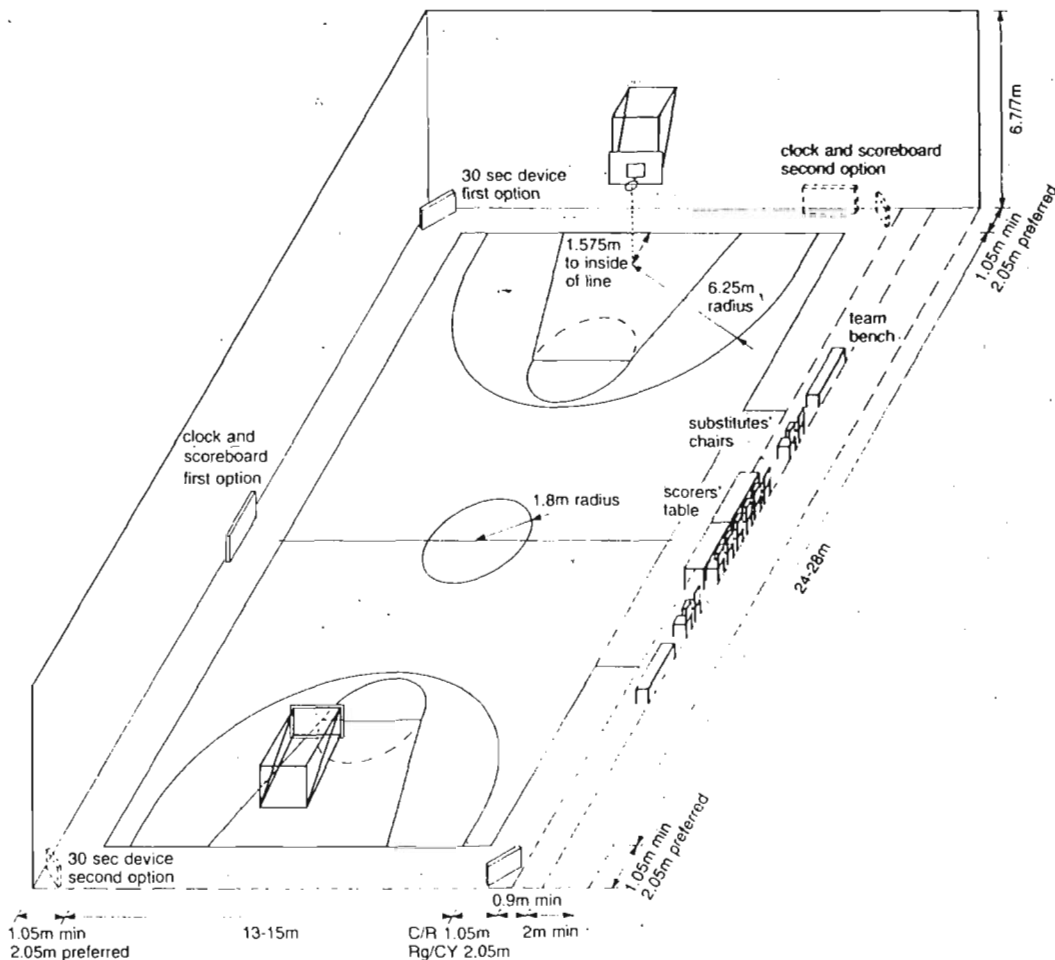 6.7/7m
clock and scoreboard
second option
30 sec device
first option
1.05m min
2.05m preferred
1.575m
to inside
of line
6.25m
radius
team
bench
substitutes'
chairs
clock and
scoreboard
first option
scorers'
table
1.8m radius
24-28m
1.05m min
2.05m preferred
30 sec device
second option
0.9m min
1.05m min
2.05m preferred
13-15m
C/R 1.05m
Rg/CY 2.05m
2m min